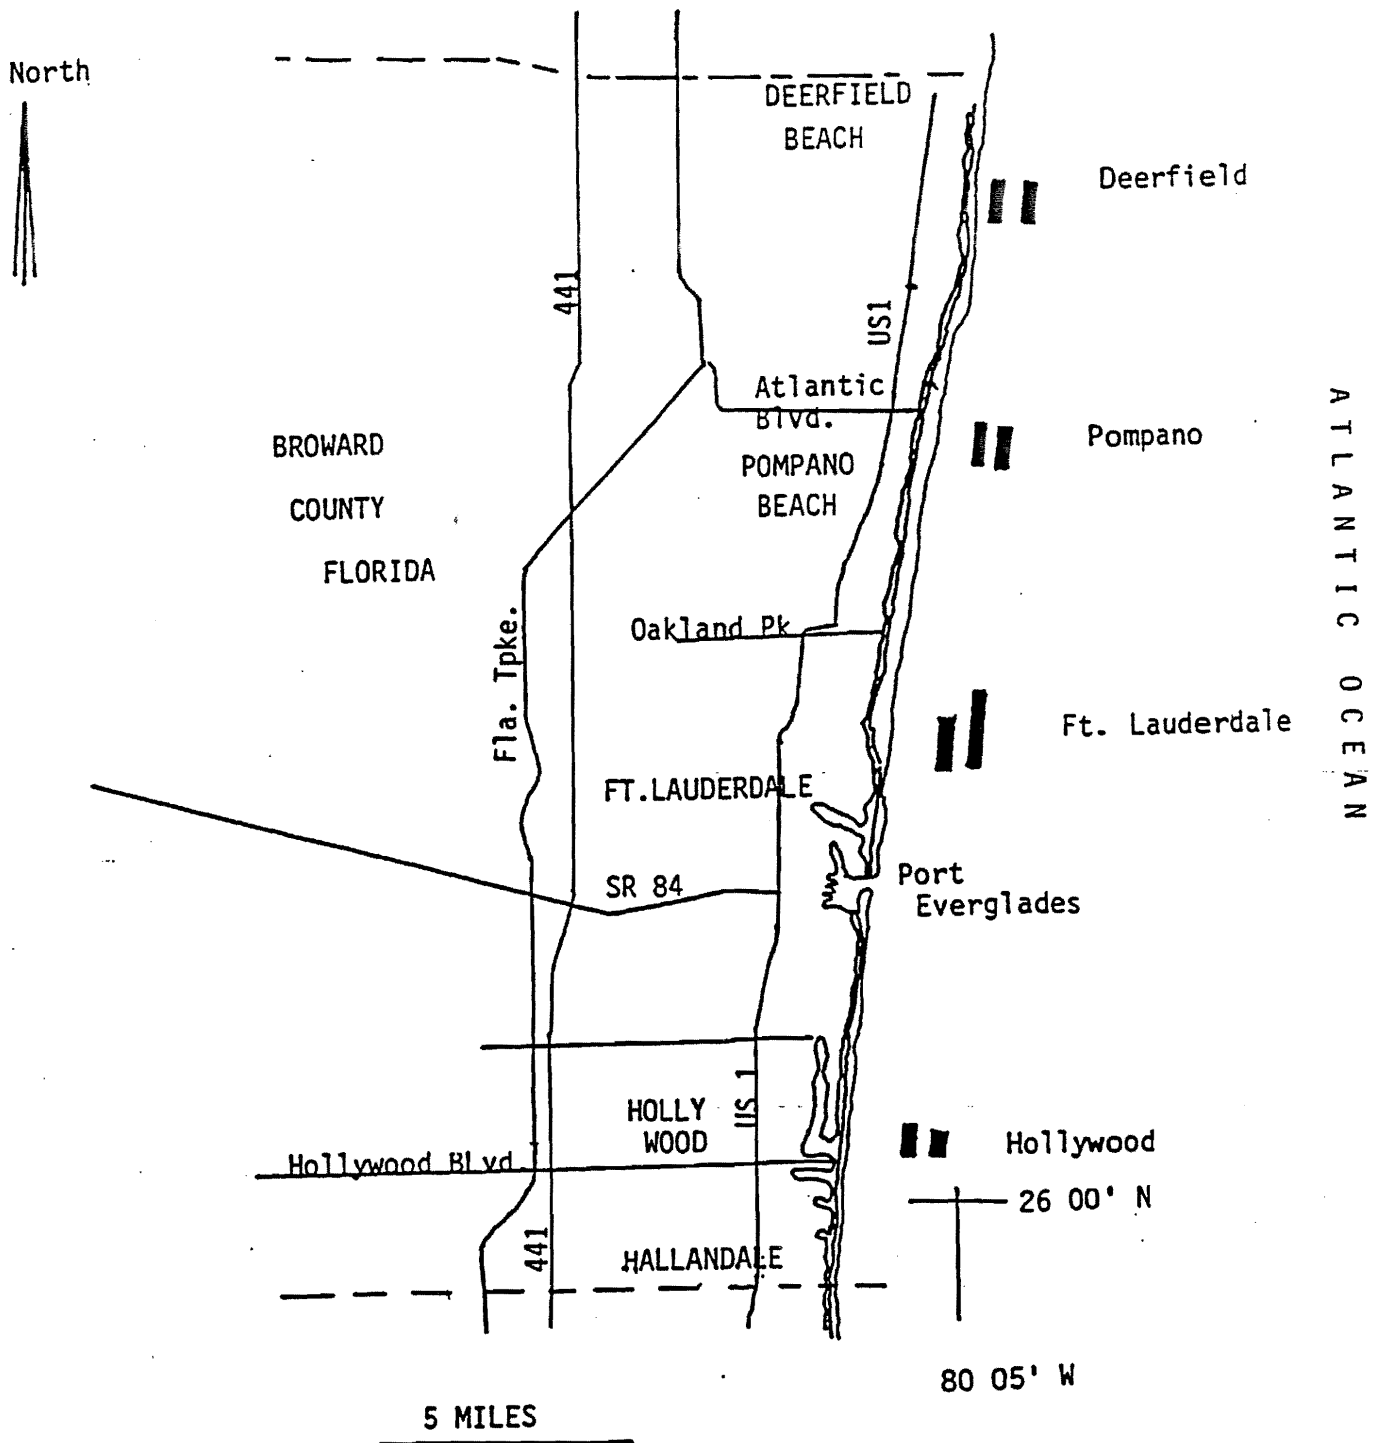 North
DEERFIELD
BEACH
Deerfield
441
US1
Atlantic
Blvd.
Pompano
BROWARD
COUNTY
FLORIDA
POMPANO
BEACH
ATLANTIC OCEAN
Oakland Pk
Fla. Tpke.
Ft. Lauderdale
FT.LAUDERDALE
SR 84
Port
Everglades
HOLLY
WOOD
US 1
Hollywood
Hollywood BLvd
26 00' N
441
HALLANDALE
80 05' W
5 MILES